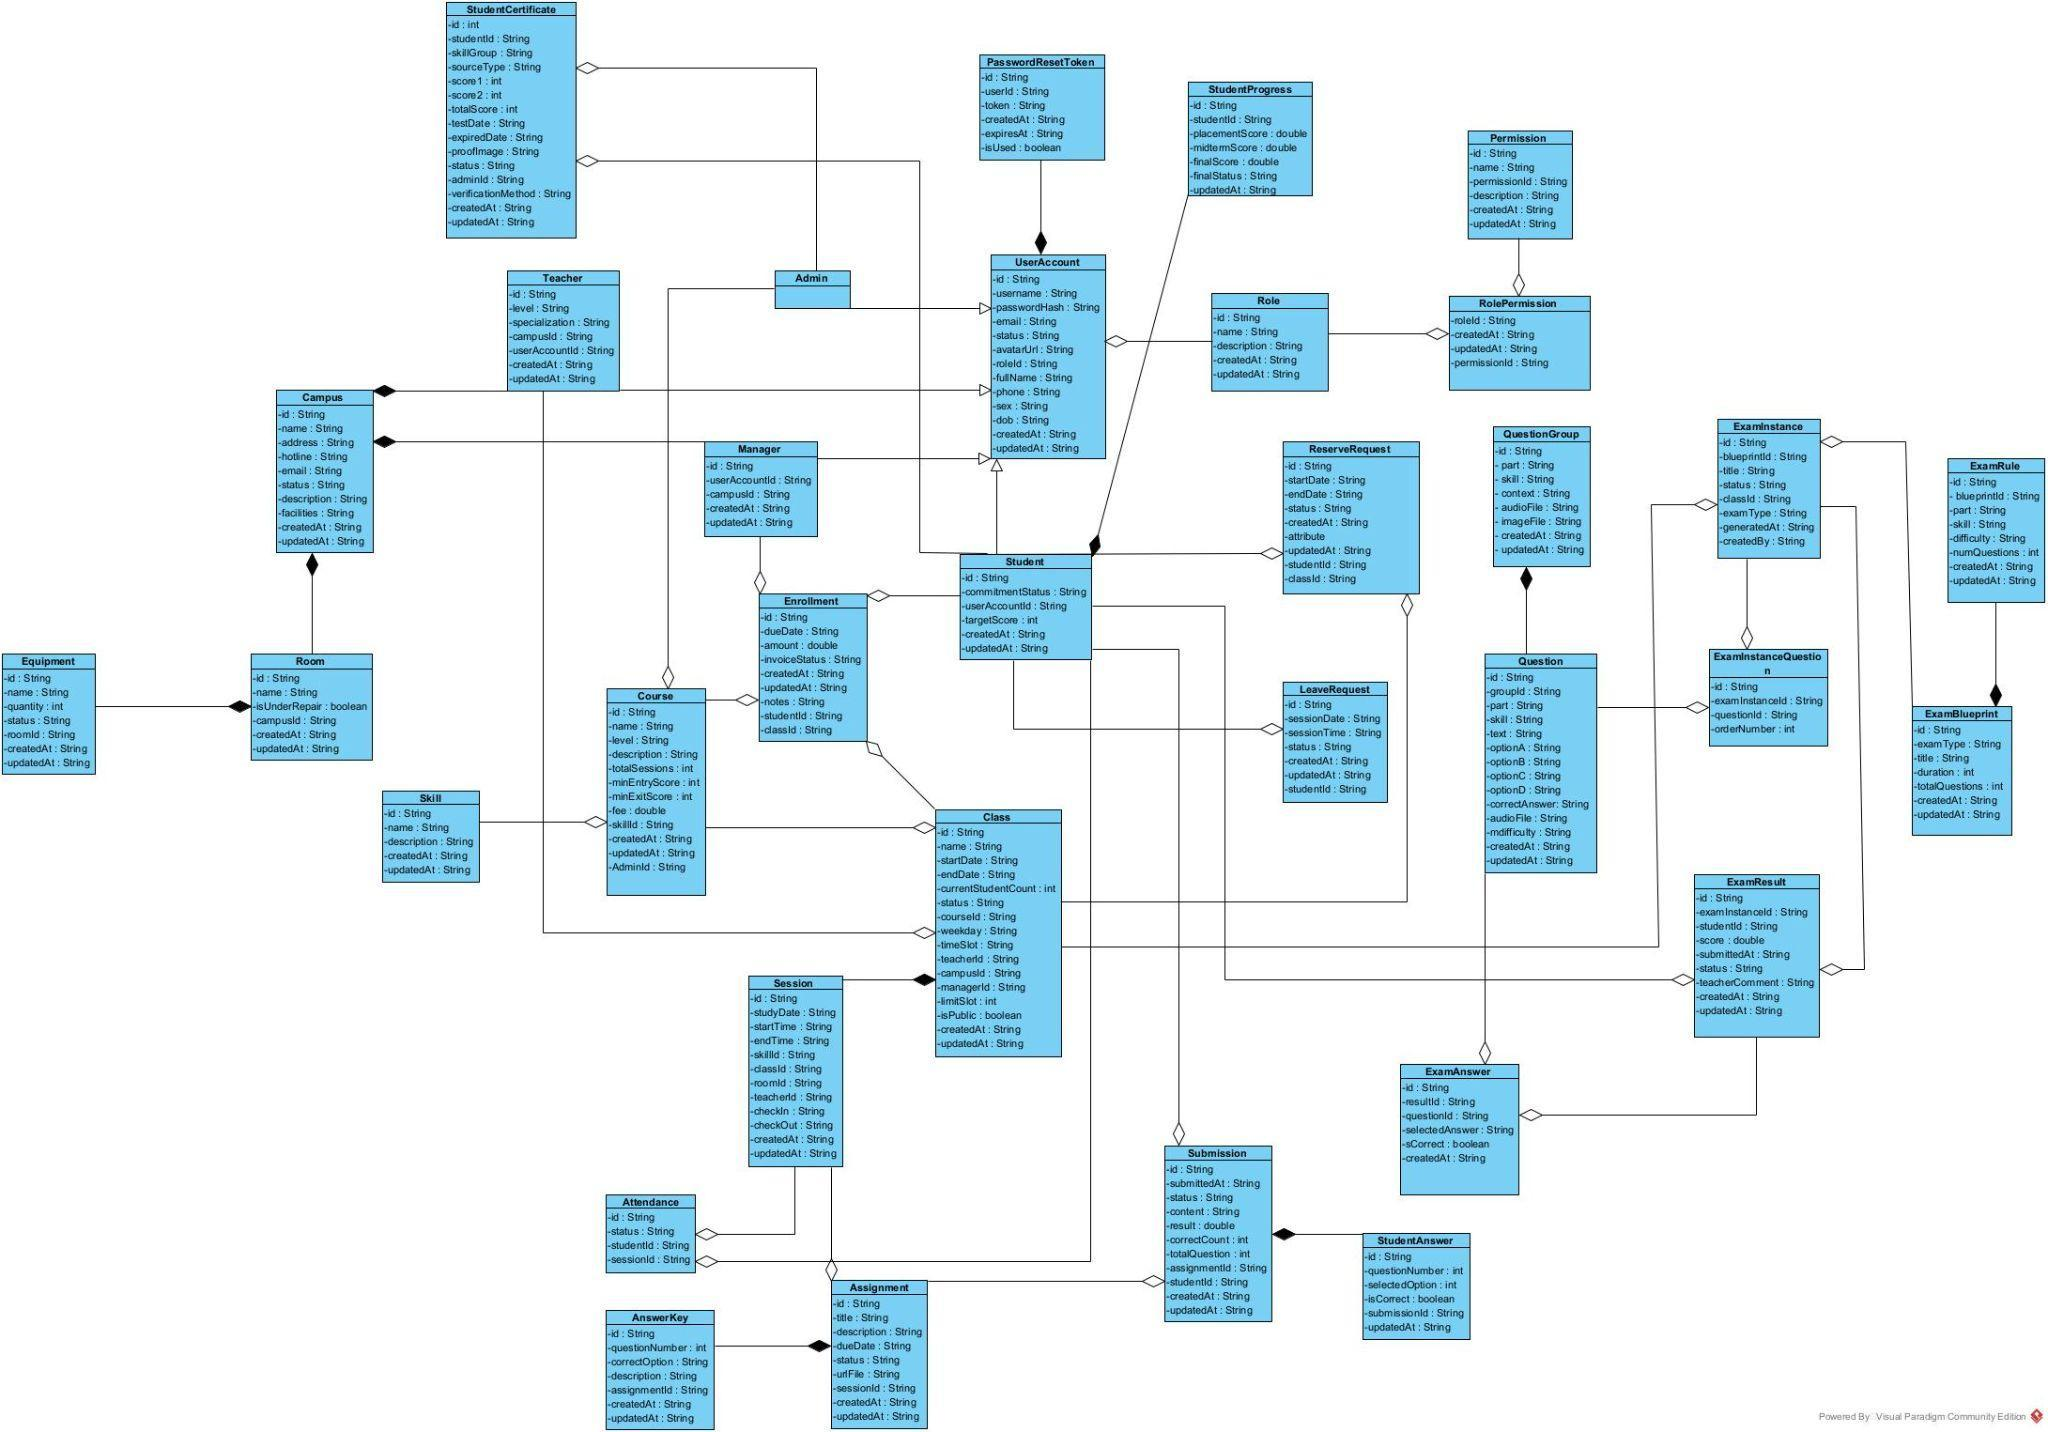 StudentCertificate
-id : int
-studentId : String
-skillGroup : String
-sourceType : String
-score1 : int
-score2 : int
-totalScore : int
-testDate : String
-expiredDate : String
-proofImage : String
-status : String
-adminId : String
-verificationMethod : String
-createdAt : String
-updatedAt : String
PasswordResetToken
-id : String
-userId : String
-token : String
-createdAt : String
-expiresAt : String
-isUsed : boolean
StudentProgress
-id : String
-studentId : String
-placementScore : double
-midtermScore : double
-finalScore : double
-finalStatus : String
-updatedAt : String
Permission
-id : String
-name : String
-permissionId : String
-description : String
-createdAt : String
-updatedAt : String
Teacher
-id : String
-level : String
-specialization : String
-campusId : String
-userAccountId : String
-createdAt : String
-updatedAt : String
Admin
UserAccount
-id : String
-username : String
-passwordHash : String
-email : String
-status : String
-avatarUrl : String
-roleId : String
-fullName : String
-phone : String
-sex : String
-dob : String
-createdAt : String
-updatedAt : String
Role
-id : String
-name : String
-description : String
-createdAt : String
-updatedAt : String
RolePermission
-roleId : String
-createdAt : String
-updatedAt : String
-permissionId : String
Campus
-id : String
-name : String
-address : String
-hotline : String
-email : String
-status : String
-description : String
-facilities : String
-createdAt : String
-updatedAt : String
Manager
-id : String
-userAccountId : String
-campusId : String
-createdAt : String
-updatedAt : String
ReserveRequest
-id : String
-startDate : String
-endDate : String
-status : String
-createdAt : String
-attribute
-updatedAt : String
-studentId : String
-classId : String
QuestionGroup
-id : String
- part : String
- skill : String
- context : String
- audioFile : String
- imageFile : String
- createdAt : String
- updatedAt : String
ExamInstance
-id : String
-blueprintId : String
-title : String
-status : String
-classId : String
-examType : String
-generatedAt : String
-createdBy : String
ExamRule
-id : String
- blueprintId : String
-part : String
-skill : String
-difficulty : String
-numQuestions : int
-createdAt : String
-updatedAt : String
Student
-id : String
-commitmentStatus : String
-userAccountId : String
-targetScore : int
-createdAt : String
-updatedAt : String
Enrollment
-id : String
-dueDate : String
-amount : double
-invoiceStatus : String
-createdAt : String
-updatedAt : String
-notes : String
-studentId : String
-classId : String
Equipment
-id : String
-name : String
-quantity : int
-status : String
-roomId : String
-createdAt : String
-updatedAt : String
Room
-id : String
-name : String
-isUnderRepair : boolean
-campusId : String
-createdAt : String
-updatedAt : String
Course
-id : String
-name : String
-level : String
-description : String
-totalSessions : int
-minEntryScore : int
-minExitScore : int
-fee : double
-skillId : String
-createdAt : String
-updatedAt : String
-AdminId : String
LeaveRequest
-id : String
-sessionDate : String
-sessionTime : String
-status : String
-createdAt : String
-updatedAt : String
-studentId : String
Question
-id : String
-groupId : String
-part : String
-skill : String
-text : String
-optionA : String
-optionB : String
-optionC : String
-optionD : String
-correctAnswer: String
-audioFile : String
-mdifficulty : String
-createdAt : String
-updatedAt : String
ExamInstanceQuestio
n
-id : String
-examInstanceId : String
-questionId : String
-orderNumber : int
ExamBlueprint
-id : String
-examType : String
-title : String
-duration : int
-totalQuestions : int
-createdAt : String
-updatedAt : String
Skill
-id : String
-name : String
-description : String
-createdAt : String
-updatedAt : String
Class
-id : String
-name : String
-startDate : String
-endDate : String
-currentStudentCount : int
-status : String
-courseId : String
-weekday : String
-timeSlot : String
-teacherId : String
-campusId : String
-managerId : String
-limitSlot : int
-isPublic : boolean
-createdAt : String
-updatedAt : String
ExamResult
-id : String
-examInstanceId : String
-studentId : String
-score : double
-submittedAt : String
-status : String
-teacherComment : String
-createdAt : String
-updatedAt : String
Session
-id : String
-studyDate : String
-startTime : String
-endTime : String
-skillId : String
-classId : String
-roomId : String
-teacherId : String
-checkIn : String
-checkOut : String
-createdAt : String
-updatedAt : String
ExamAnswer
-id : String
-resultId : String
-questionId : String
-selectedAnswer : String
-sCorrect : boolean
-createdAt : String
Submission
-id : String
-submittedAt : String
-status : String
-content : String
-result : double
-correctCount : int
-totalQuestion : int
-assignmentId : String
-studentId : String
-createdAt : String
-updatedAt : String
Attendance
-id : String
-status : String
-studentId : String
-sessionId : String
StudentAnswer
-id : String
-questionNumber : int
-selectedOption : int
-isCorrect : boolean
-submissionId : String
-updatedAt : String
Assignment
-id : String
-title : String
-description : String
-dueDate : String
-status : String
-urlFile : String
-sessionId : String
-createdAt : String
-updatedAt : String
AnswerKey
-id : String
-questionNumber : int
-correctOption : String
-description : String
-assignmentId : String
-createdAt : String
-updatedAt : String
Powered By Visual Paradigm Community Edition